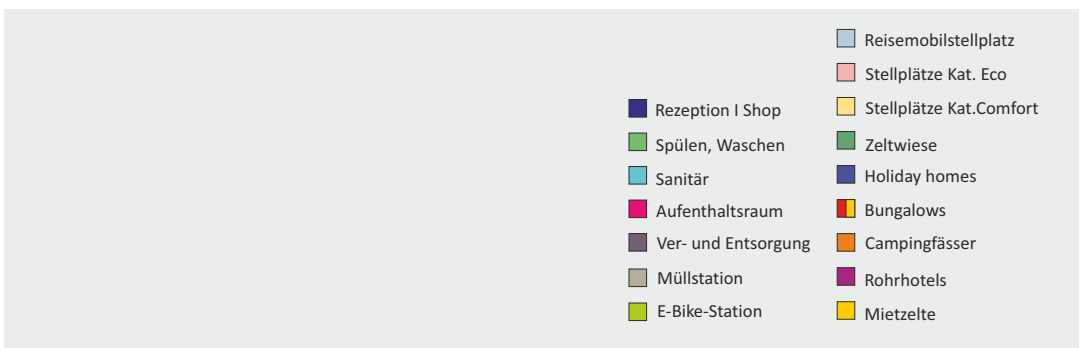 Rezeption I Shop
Spülen, Waschen
Sanitär
Aufenthaltsraum
Ver- und Entsorgung
Müllstation
E-Bike-Station
Reisemobilstellplatz
Stellplätze Kat. Eco
Stellplätze Kat.Comfort
Zeltwiese
Holiday homes
Bungalows
Campingfässer
Rohrhotels
Mietzelte